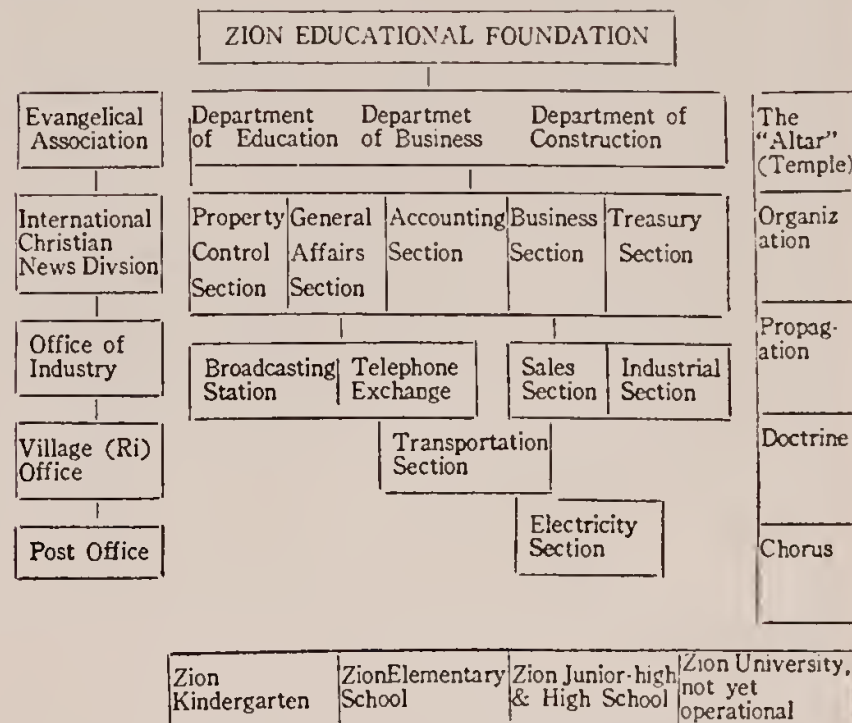 ZION EDUCATIONAL FOUNDATION
Evangelical
Association
International
Christian
News Divsion
Office of
Industry
Village (Ri)
Office
Post Office
Department
of Education
Departmet
of Business
Department of
Construction
Property
Control
Section
General
Affairs
Section
Accounting
Section
Business
Section
Treasury
Section
Broadcasting
Station
Telephone
Exchange
Sales
Section
Industrial
Section
Transportation
Section
Electricity
Section
The
"Altar"
(Temple)
Organiz
ation
Propag-
ation
Doctrine
Chorus
Zion
Kindergarten
ZionElementary
School
Zion Junior-high
& High School
Zion University,
not yet
operational